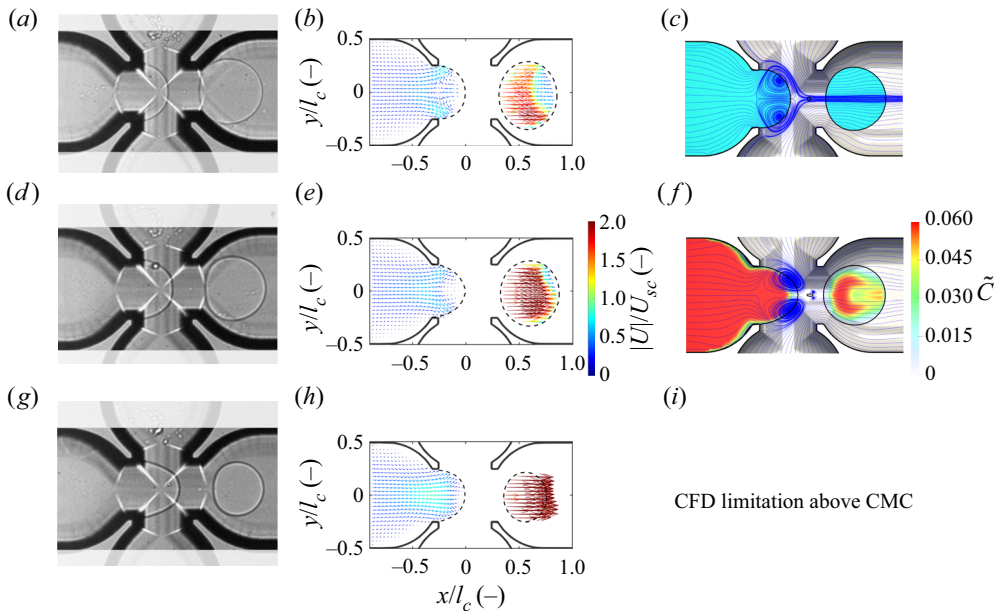 (a)
(b)
(c)
0.5
y/l_c (–)
0
–0.5
–0.5 0 0.5 1.0
(d)
(e)
(f)
0.5
y/l_c (–)
0
–0.5
–0.5 0 0.5 1.0
2.0
1.5
1.0
0.5
0
|U|/U_sc (–)
0.060
0.045
0.030
0.015
0
C̃
(g)
(h)
(i)
0.5
y/l_c (–)
0
–0.5
–0.5 0 0.5 1.0
x/l_c (–)
CFD limitation above CMC